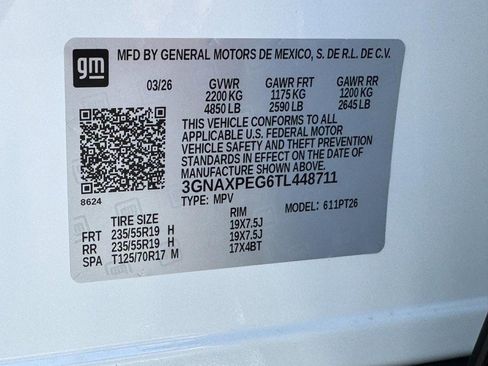 gm
MFD BY GENERAL MOTORS DE MEXICO, S. DE R.L. DE C.V.
03/26 GVWR GAWR FRT GAWR RR
2200 KG 1175 KG 1200 KG
4850 LB 2590 LB 2645 LB
THIS VEHICLE CONFORMS TO ALL
APPLICABLE U.S. FEDERAL MOTOR
VEHICLE SAFETY AND THEFT PREVENTION
STANDARDS IN EFFECT ON THE DATE OF
MANUFACTURE SHOWN ABOVE.
3GNAXPEG6TL448711
8624
TYPE: MPV MODEL: 611PT26
TIRE SIZE RIM
FRT 235/55R19 H 19X7.5J
RR 235/55R19 H 19X7.5J
SPA T125/70R17 M 17X4BT